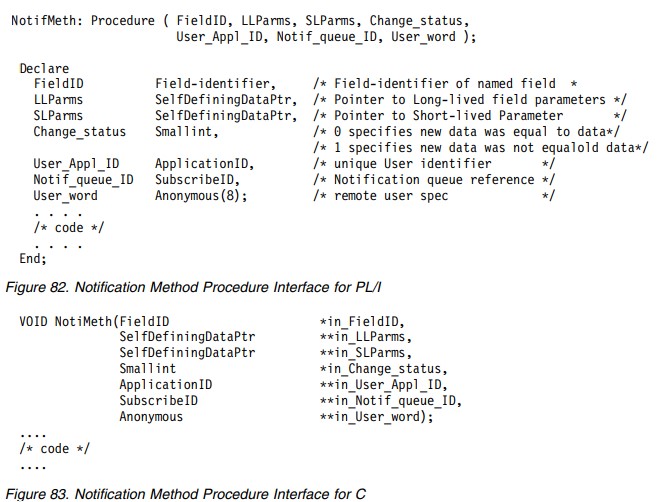 NotifMeth: Procedure ( FieldID, LLParms, SLParms, Change_status,
User_Appl_ID, Notif_queue_ID, User_word );
Declare
FieldID Field-identifier, /* Field-identifier of named field *
LLParms SelfDefiningDataPtr, /* Pointer to Long-lived field parameters */
SLParms SelfDefiningDataPtr, /* Pointer to Short-lived Parameter */
Change_status Smallint, /* 0 specifies new data was equal to data*/
/* 1 specifies new data was not equalold data*/
User_Appl_ID ApplicationID, /* unique User identifier */
Notif_queue_ID SubscribeID, /* Notification queue reference */
User_word Anonymous(8); /* remote user spec */
. . . .
/* code */
. . . .
End;
Figure 82. Notification Method Procedure Interface for PL/I
VOID NotiMeth(FieldID *in_FieldID,
SelfDefiningDataPtr **in_LLParms,
SelfDefiningDataPtr **in_SLParms,
Smallint *in_Change_status,
ApplicationID **in_User_Appl_ID,
SubscribeID **in_Notif_queue_ID,
Anonymous **in_User_word);
....
/* code */
....
Figure 83. Notification Method Procedure Interface for C